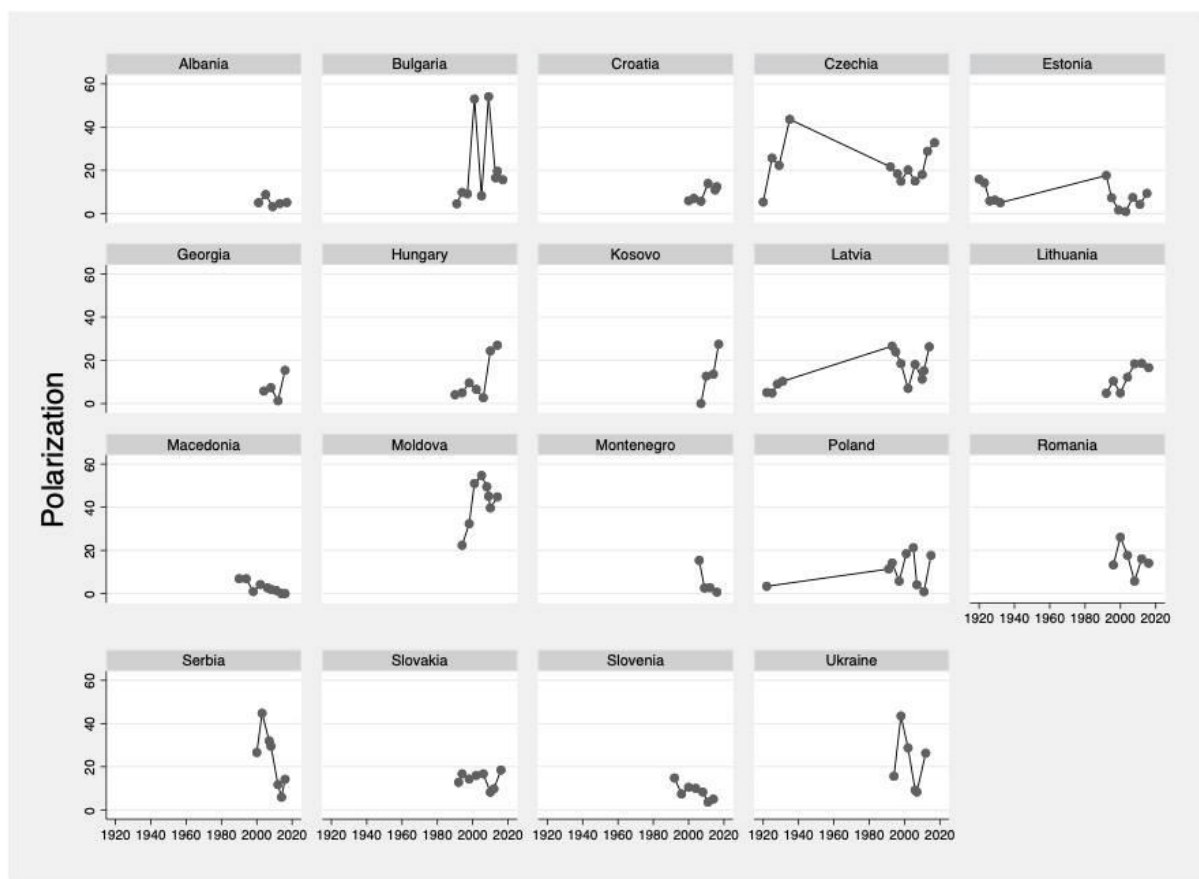 Polarization
Albania Bulgaria Croatia Czechia Estonia
60
40
20
0
Georgia Hungary Kosovo Latvia Lithuania
60
40
20
0
Macedonia Moldova Montenegro Poland Romania
60
40
20
0
1920 1940 1960 1980 2000 2020
Serbia Slovakia Slovenia Ukraine
60
40
20
0
1920 1940 1960 1980 2000 2020 1920 1940 1960 1980 2000 2020 1920 1940 1960 1980 2000 2020 1920 1940 1960 1980 2000 2020